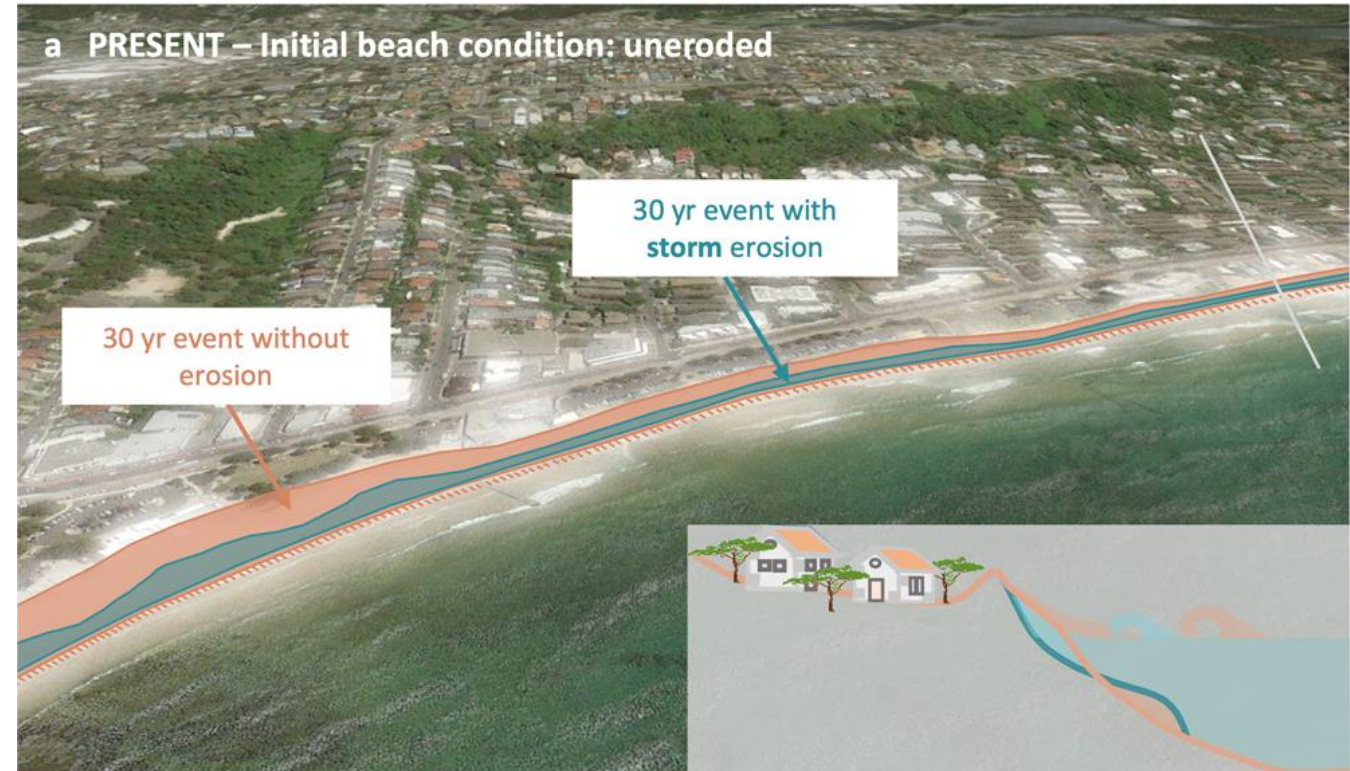 a PRESENT – Initial beach condition: uneroded
30 yr event with
storm erosion
30 yr event without
erosion